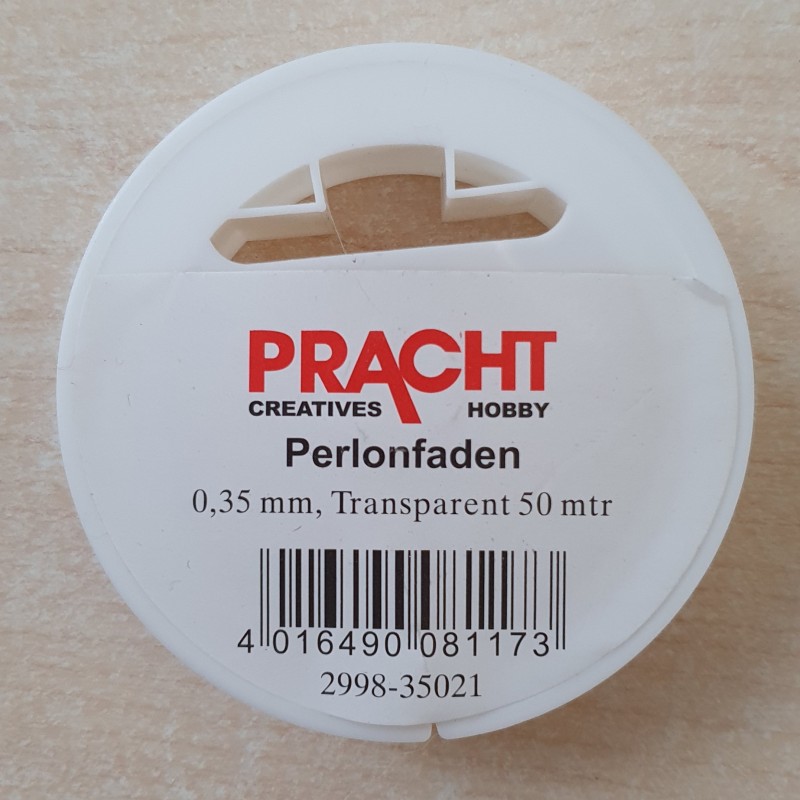 PRACHT
CREATIVES HOBBY
Perlonfaden
0,35 mm, Transparent 50 mtr
4 016490 081173
2998-35021